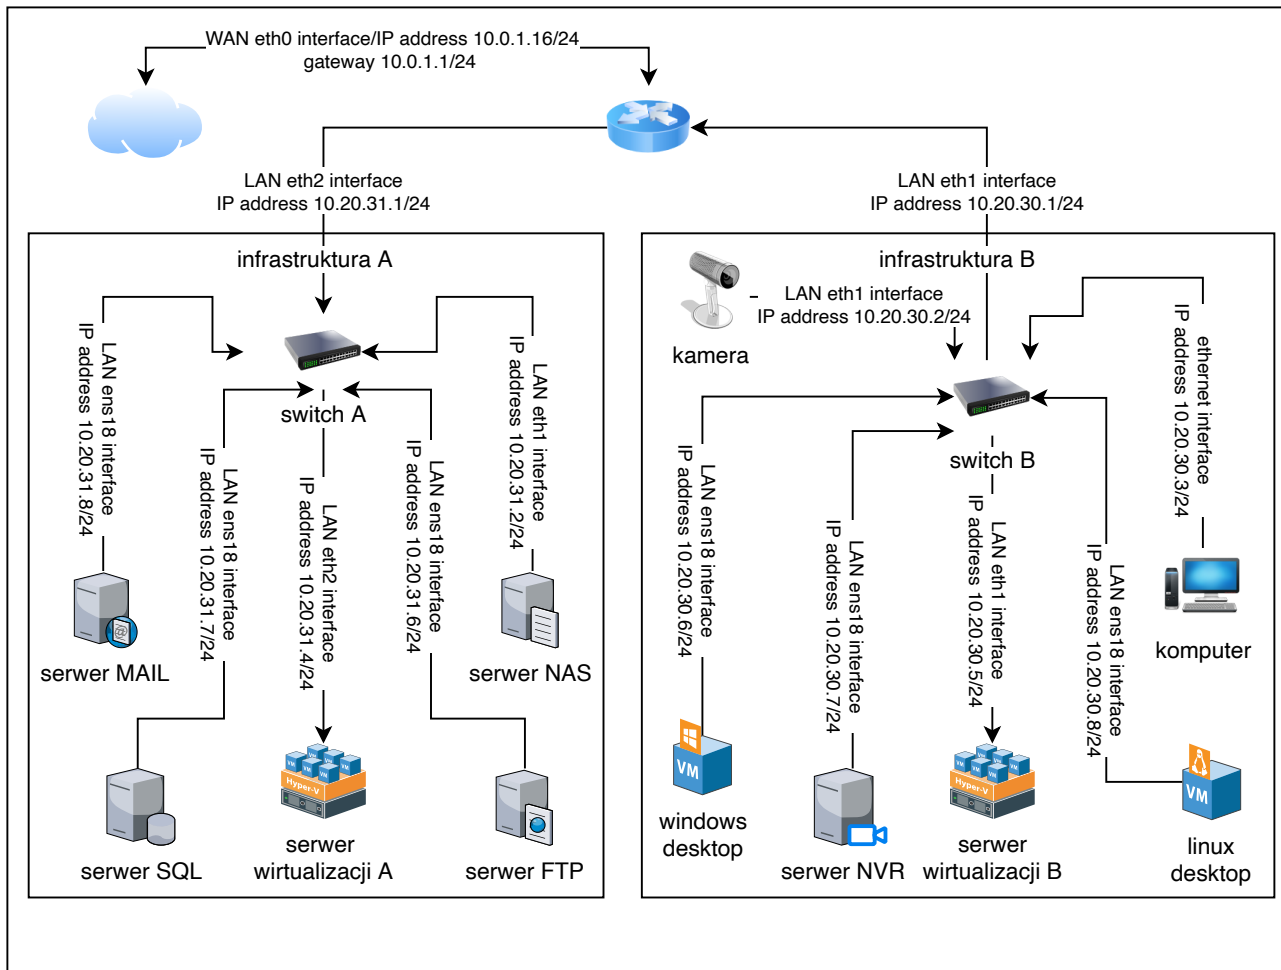 WAN eth0 interface/IP address 10.0.1.16/24
gateway 10.0.1.1/24
LAN eth2 interface
IP address 10.20.31.1/24
LAN eth1 interface
IP address 10.20.30.1/24
infrastruktura A
LAN ens18 interface
IP address 10.20.31.8/24
LAN eth1 interface
IP address 10.20.31.2/24
switch A
LAN ens18 interface
IP address 10.20.31.7/24
LAN eth2 interface
IP address 10.20.31.4/24
LAN ens18 interface
IP address 10.20.31.6/24
@
serwer MAIL
serwer NAS
VM VM VM
VM VM VM
Hyper-V
serwer SQL
serwer
wirtualizacji A
serwer FTP
infrastruktura B
LAN eth1 interface
IP address 10.20.30.2/24
kamera
ethernet interface
IP address 10.20.30.3/24
switch B
LAN ens18 interface
IP address 10.20.30.6/24
LAN ens18 interface
IP address 10.20.30.7/24
LAN eth1 interface
IP address 10.20.30.5/24
LAN ens18 interface
IP address 10.20.30.8/24
komputer
VM
VM VM VM
VM VM VM
Hyper-V
VM
windows
desktop
serwer NVR
serwer
wirtualizacji B
linux
desktop